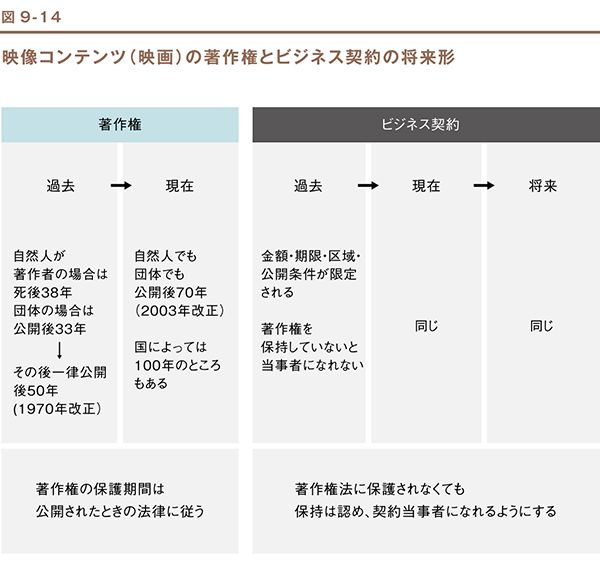 図9-14
映像コンテンツ（映画）の著作権とビジネス契約の将来形
著作権
過去 → 現在
自然人が
著作者の場合は
死後38年
団体の場合は
公開後33年
↓
その後一律公開
後50年
(1970年改正)
自然人でも
団体でも
公開後70年
（2003年改正）
国によっては
100年のところ
もある
著作権の保護期間は
公開されたときの法律に従う
ビジネス契約
過去 → 現在 → 将来
金額・期限・区域・
公開条件が限定
される
著作権を
保持していないと
当事者になれない
同じ
同じ
著作権法に保護されなくても
保持は認め、契約当事者になれるようにする